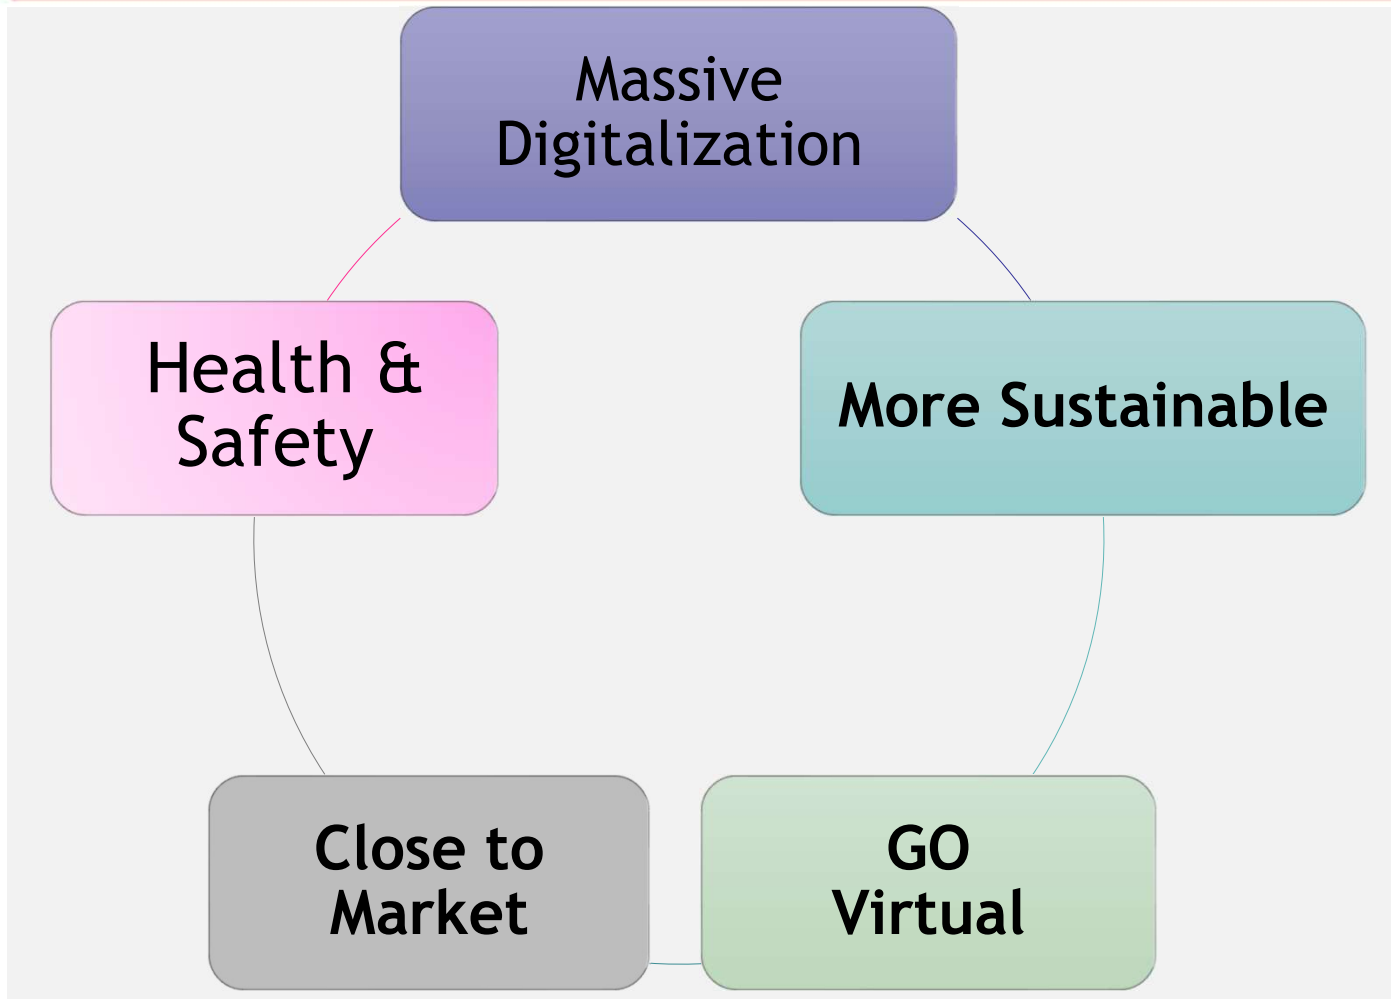 Massive
Digitalization
Health &
Safety
More Sustainable
Close to
Market
GO
Virtual